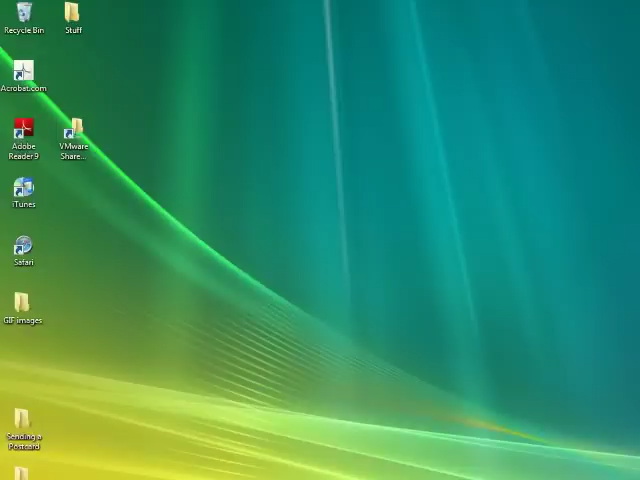 Recycle Bin
Stuff
Acrobat.com
Adobe
Reader 9
VMware
Share...
iTunes
Safari
GIF images
Sending a
Postcard